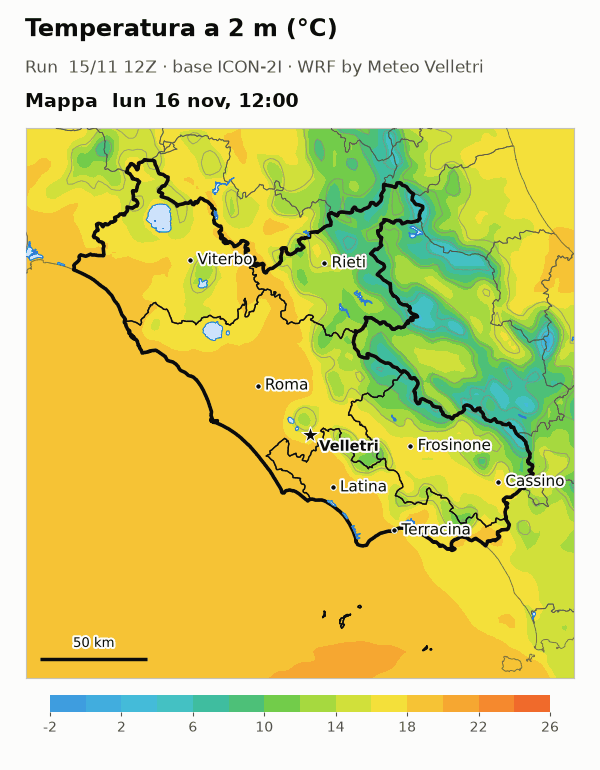 Temperatura a 2 m (°C)
Run  15/11 12Z · base ICON-2I · WRF by Meteo Velletri
Mappa  lun 16 nov, 12:00
Viterbo
Rieti
Roma
Velletri
Frosinone
Cassino
Latina
Terracina
50 km
-2 2 6 10 14 18 22 26